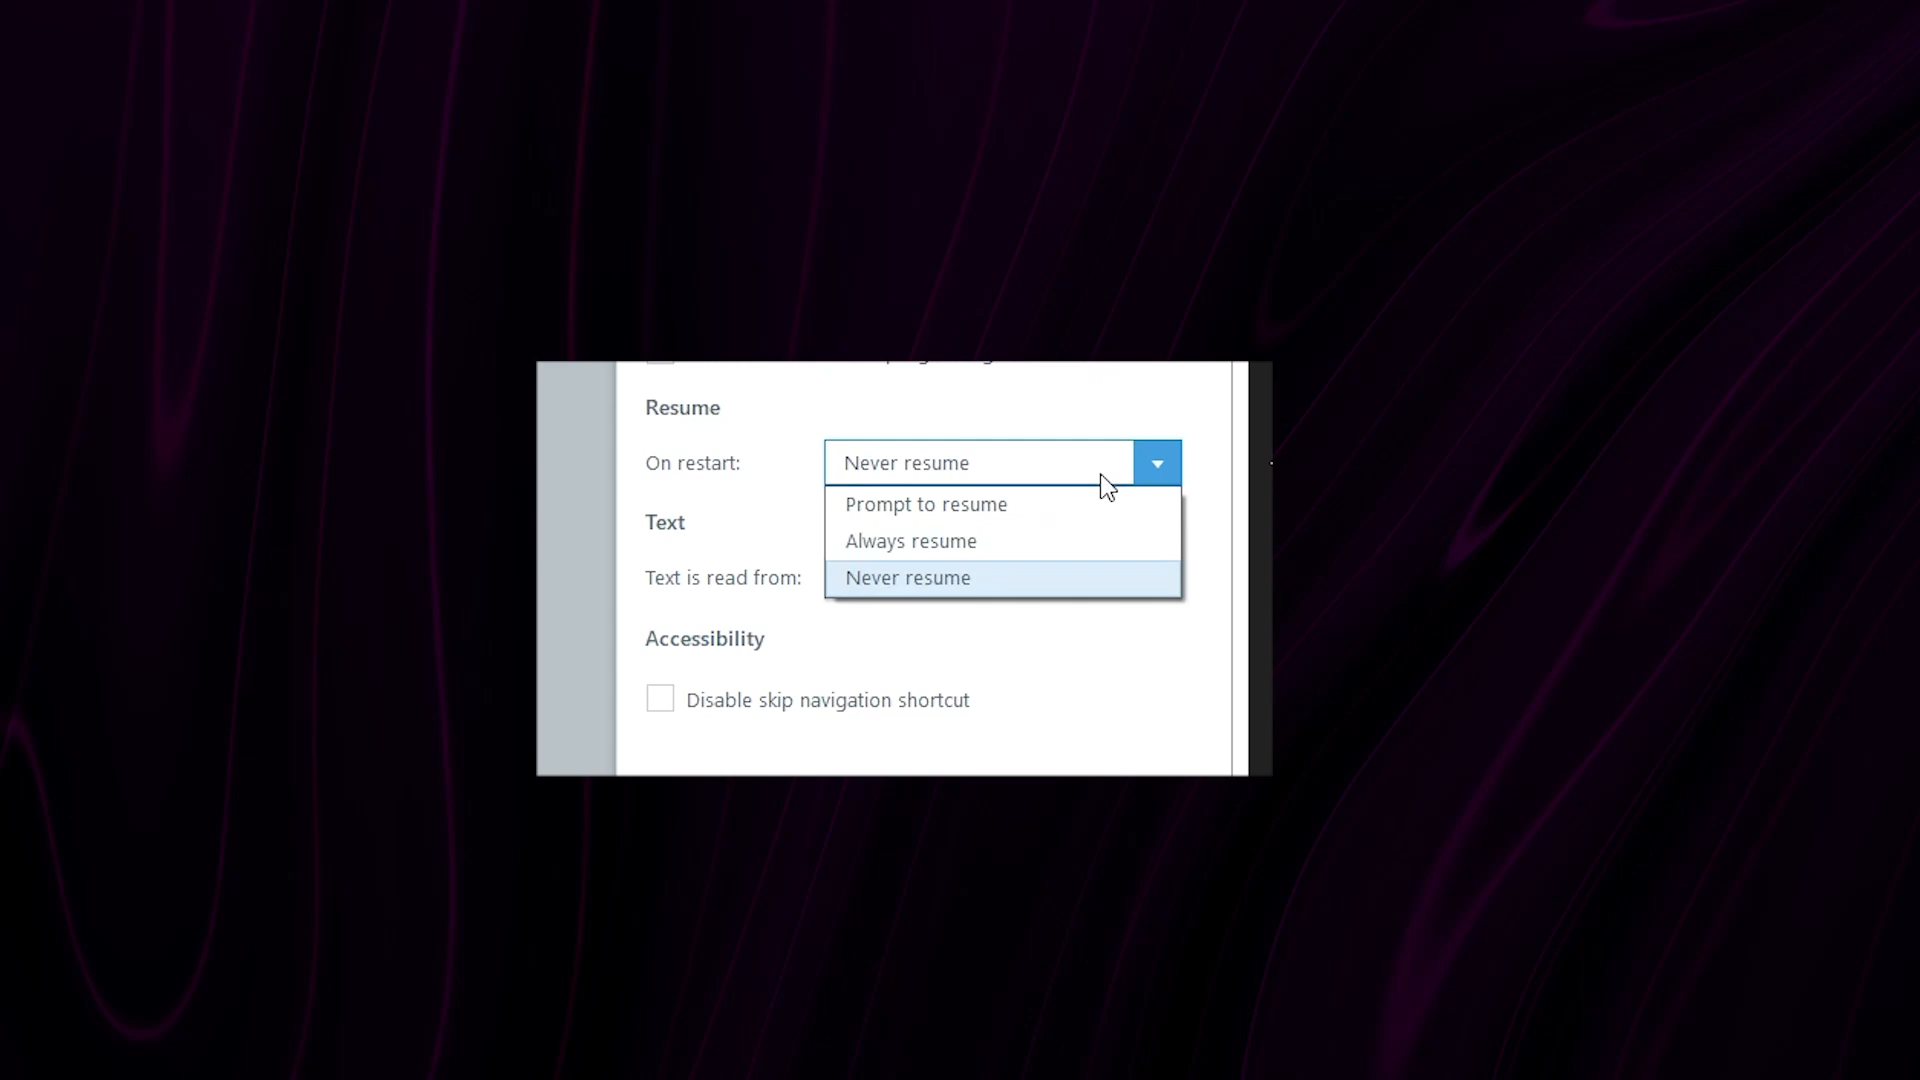 Resume
On restart:
Never resume
Prompt to resume
Always resume
Never resume
Text
Text is read from:
Accessibility
Disable skip navigation shortcut